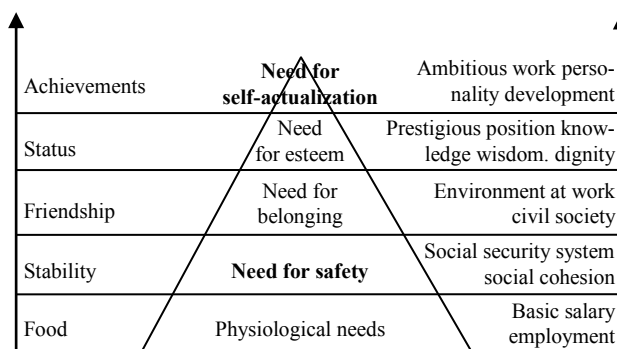 Achievements
Need for
self-actualization
Ambitious work perso-
nality development
Status
Need
for esteem
Prestigious position know-
ledge wisdom. dignity
Friendship
Need for
belonging
Environment at work
civil society
Stability
Need for safety
Social security system
social cohesion
Food
Physiological needs
Basic salary
employment